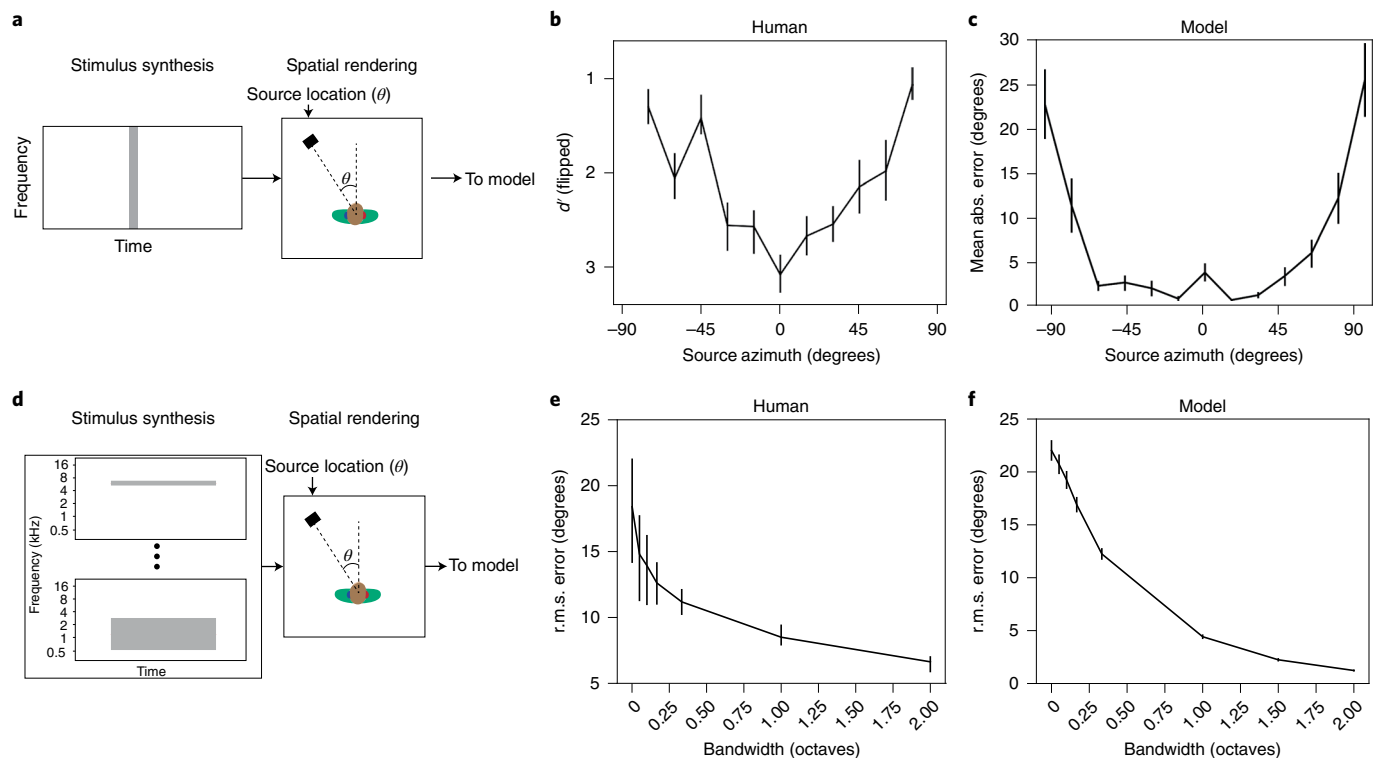 a
Stimulus synthesis
Spatial rendering
Source location (θ)
Frequency
Time
θ
To model
b
Human
d′ (flipped)
1
2
3
–90
–45
0
45
90
Source azimuth (degrees)
c
Model
Mean abs. error (degrees)
30
25
20
15
10
5
0
–90
–45
0
45
90
Source azimuth (degrees)
d
Stimulus synthesis
Spatial rendering
Source location (θ)
Frequency (kHz)
16
8
4
2
1
0.5
16
8
4
2
1
0.5
Time
θ
To model
e
Human
r.m.s. error (degrees)
25
20
15
10
5
0
0.25
0.50
0.75
1.00
1.25
1.50
1.75
2.00
Bandwidth (octaves)
f
Model
r.m.s. error (degrees)
25
20
15
10
5
0
0
0.25
0.50
0.75
1.00
1.25
1.50
1.75
2.00
Bandwidth (octaves)